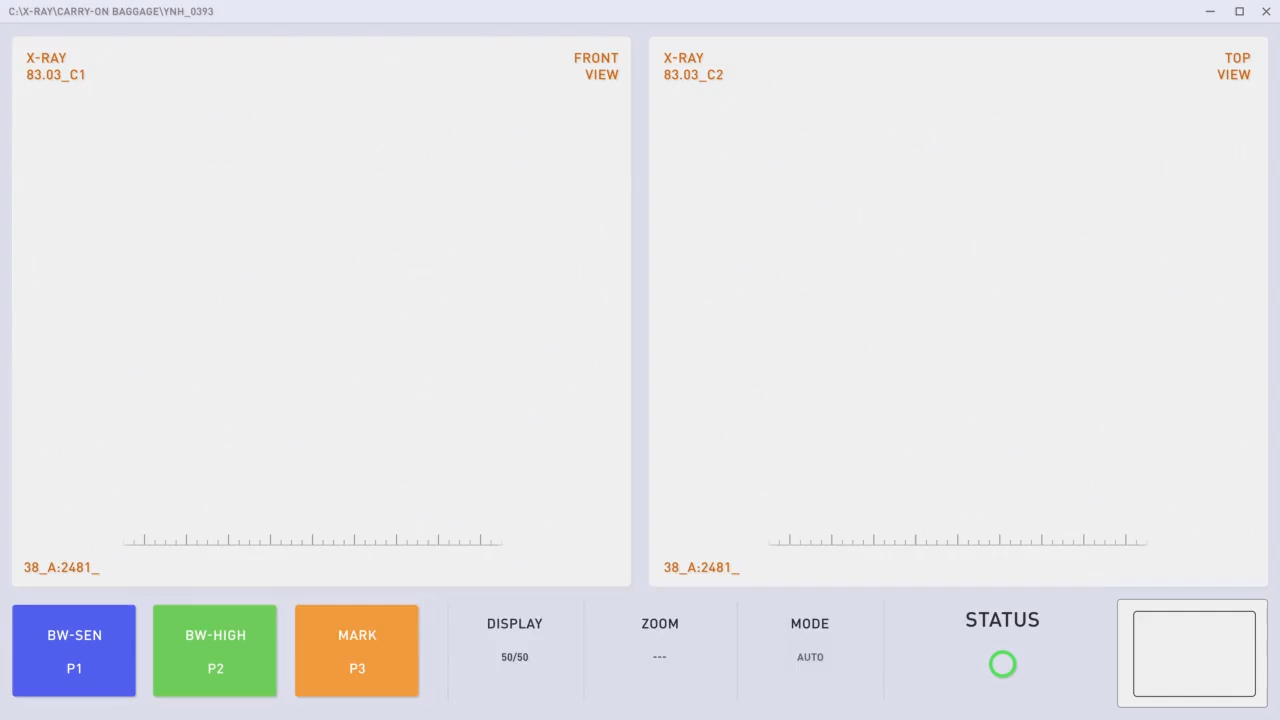 C:\X-RAY\CARRY-ON BAGGAGE\YNH_0393
X-RAY
83.03_C1
FRONT
VIEW
38_A:2481_
X-RAY
83.03_C2
TOP
VIEW
38_A:2481_
BW-SEN
P1
BW-HIGH
P2
MARK
P3
DISPLAY
50/50
ZOOM
---
MODE
AUTO
STATUS